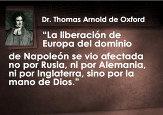 Dr. Thomas Arnold de Oxford
“La liberación de
Europa del dominio
de Napoleón se vio afectada
no por Rusia, ni por Alemania,
ni por Inglaterra, sino por la
mano de Dios.”